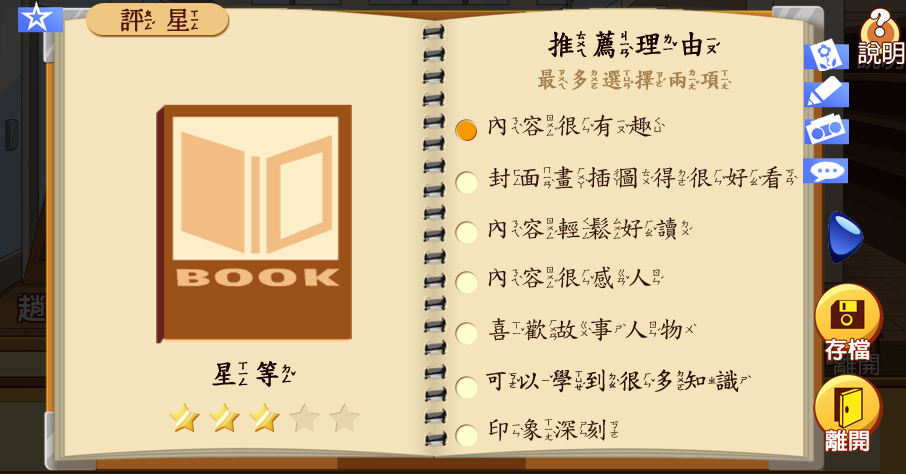 評星
說明
BOOK
星等
推薦理由
最多選擇兩項
內容很有趣
封面畫插圖得很好看
內容輕鬆好讀
內容很感人
喜歡故事人物
可以學到很多知識
印象深刻
存檔
離開
趙
離開